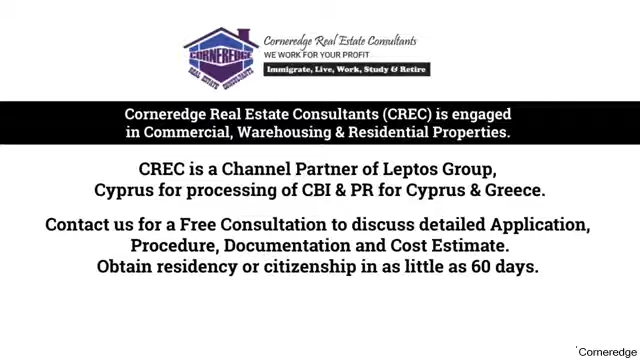 CORNEREDGE
REAL ESTATE CONSULTANTS
Corneredge Real Estate Consultants
WE WORK FOR YOUR PROFIT
Immigrate, Live, Work, Study & Retire
Corneredge Real Estate Consultants (CREC) is engaged
in Commercial, Warehousing & Residential Properties.
CREC is a Channel Partner of Leptos Group,
Cyprus for processing of CBI & PR for Cyprus & Greece.
Contact us for a Free Consultation to discuss detailed Application,
Procedure, Documentation and Cost Estimate.
Obtain residency or citizenship in as little as 60 days.
Corneredge